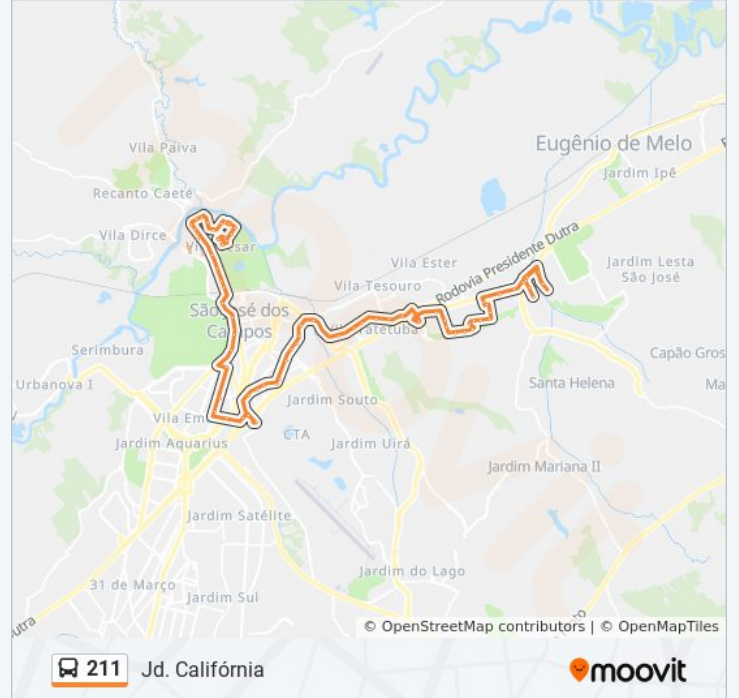 Vila Paiva
Eugênio de Melo
Jardim Ipê
Recanto Caeté
Vila Dirce
Rodovia Presidente Dutra
Vila Ester
Jardim Lesta
São José
Vila Tesouro
São José dos
Campos
Serimbura
Capão Gros
Urbanova I
Santa Helena
Ma
Jardim Souto
Vila Em
CTA
Jardim Aquarius
Jardim Uirá
Jardim Mariana II
Jardim Satélite
Jardim do Lago
31 de Março
Jardim Sul
utra
© OpenStreetMap contributors | © OpenMapTiles
211 Jd. Califórnia
moovit